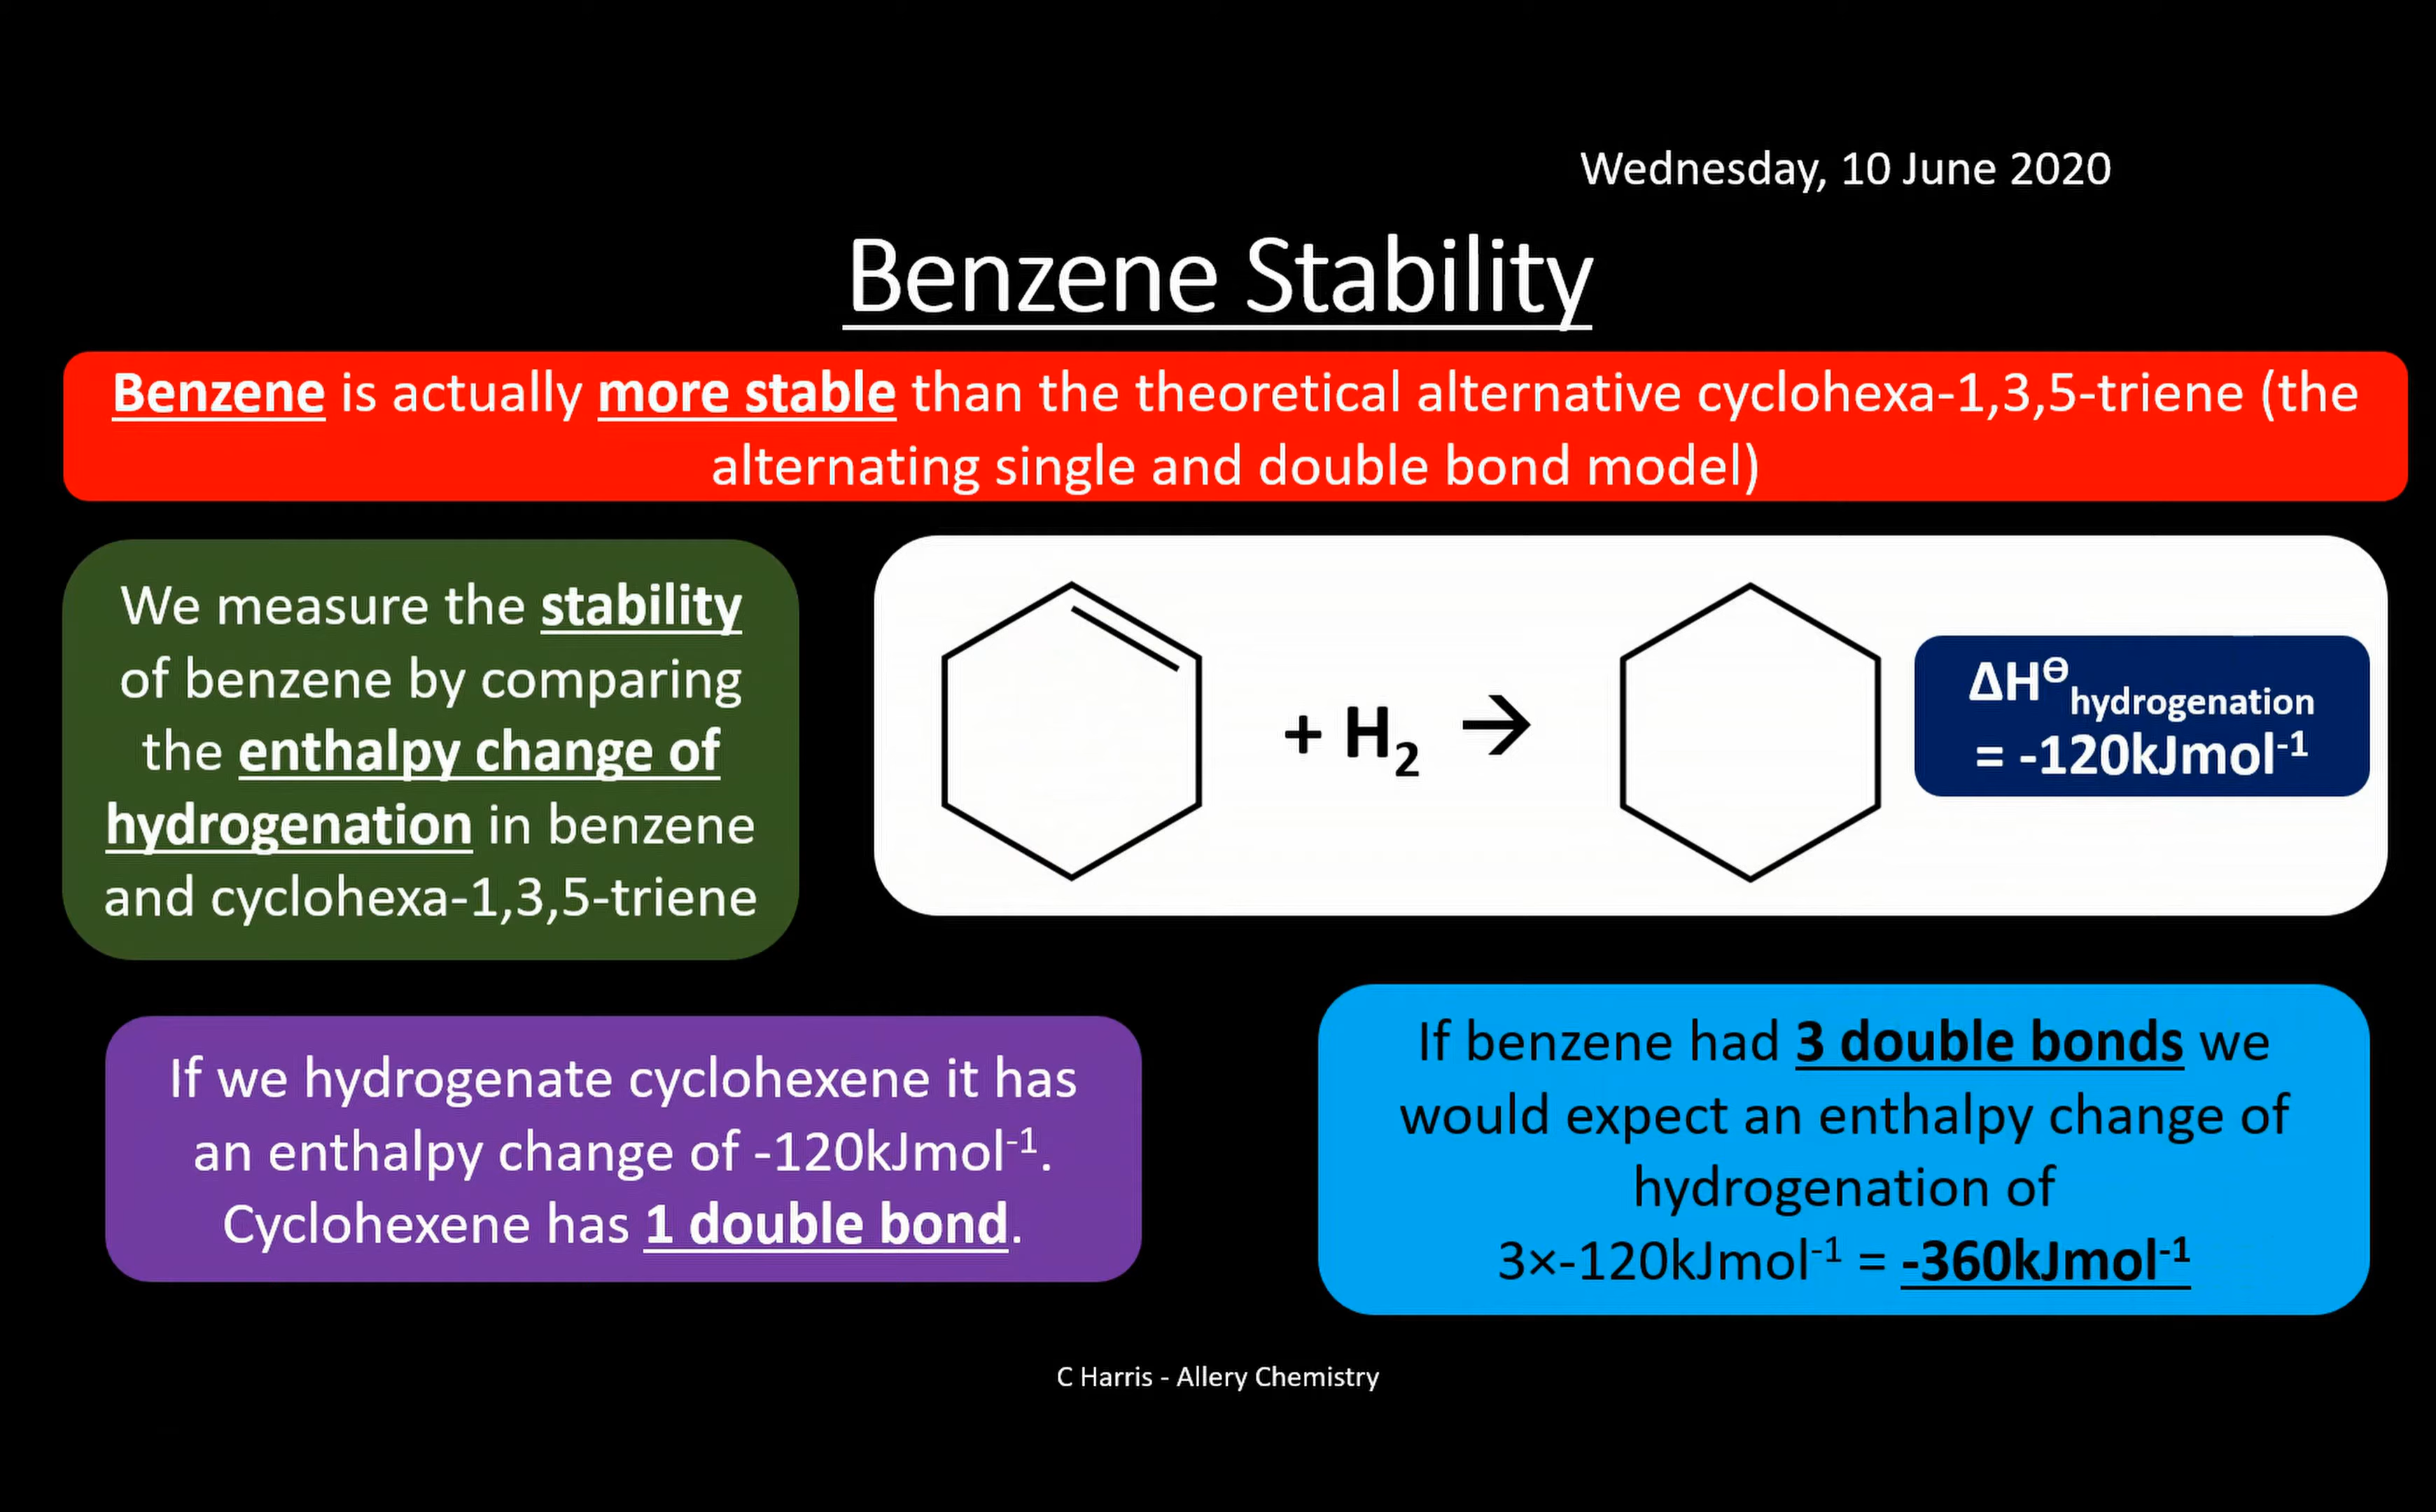 Wednesday, 10 June 2020
Benzene Stability
Benzene is actually more stable than the theoretical alternative cyclohexa-1,3,5-triene (the
alternating single and double bond model)
We measure the stability
of benzene by comparing
the enthalpy change of
hydrogenation in benzene
and cyclohexa-1,3,5-triene
+ H₂ →
ΔH⊖hydrogenation
= -120kJmol⁻¹
If we hydrogenate cyclohexene it has
an enthalpy change of -120kJmol⁻¹.
Cyclohexene has 1 double bond.
If benzene had 3 double bonds we
would expect an enthalpy change of
hydrogenation of
3×-120kJmol⁻¹ = -360kJmol⁻¹
C Harris - Allery Chemistry